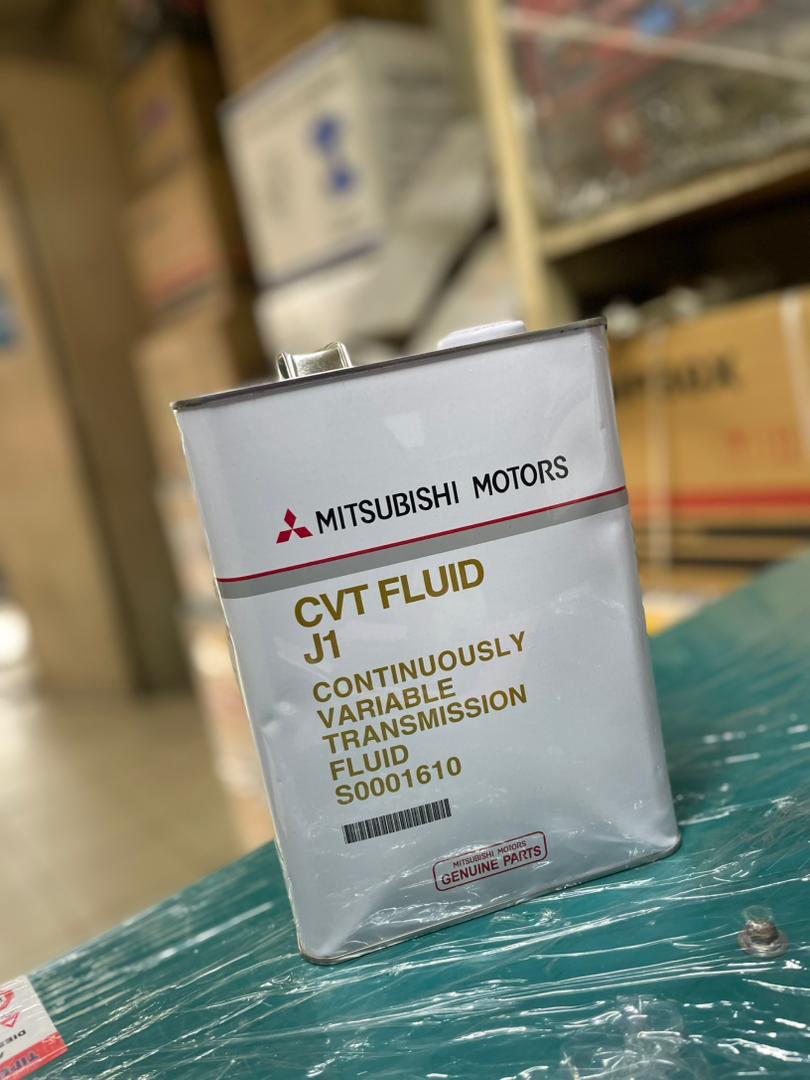 MITSUBISHI MOTORS
CVT FLUID
J1
CONTINUOUSLY
VARIABLE
TRANSMISSION
FLUID
S0001610
MITSUBISHI MOTORS
GENUINE PARTS